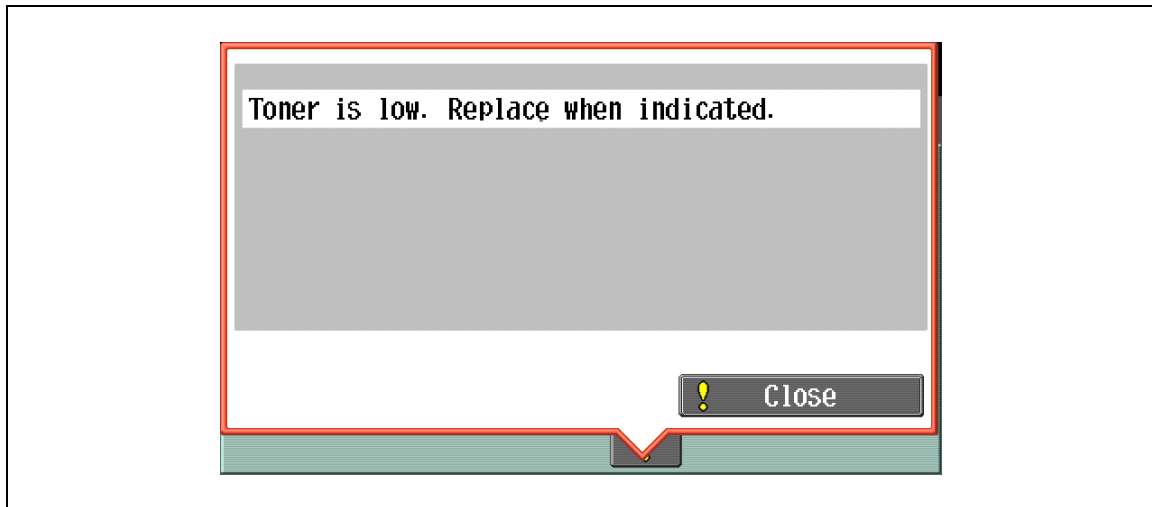 Toner is low. Replace when indicated.
Close